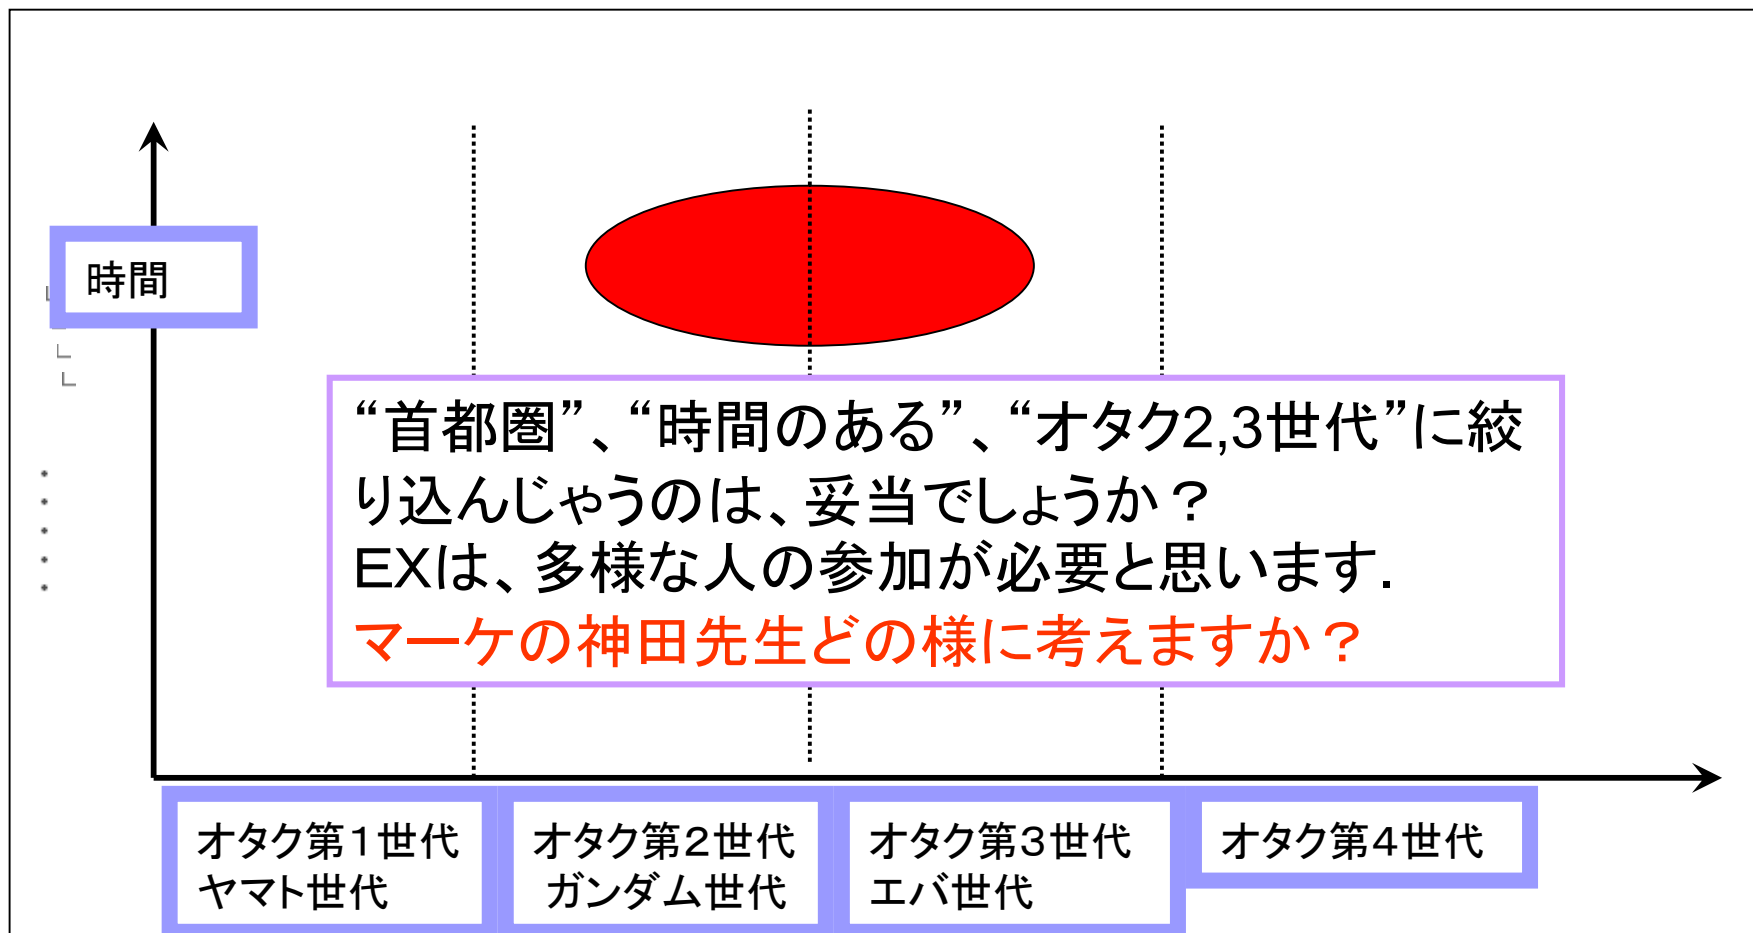 時間
“首都圏”、“時間のある”、“オタク2,3世代”に絞
り込んじゃうのは、妥当でしょうか？
EXは、多様な人の参加が必要と思います.
マーケの神田先生どの様に考えますか？
オタク第１世代
ヤマト世代
オタク第２世代
ガンダム世代
オタク第３世代
エバ世代
オタク第４世代